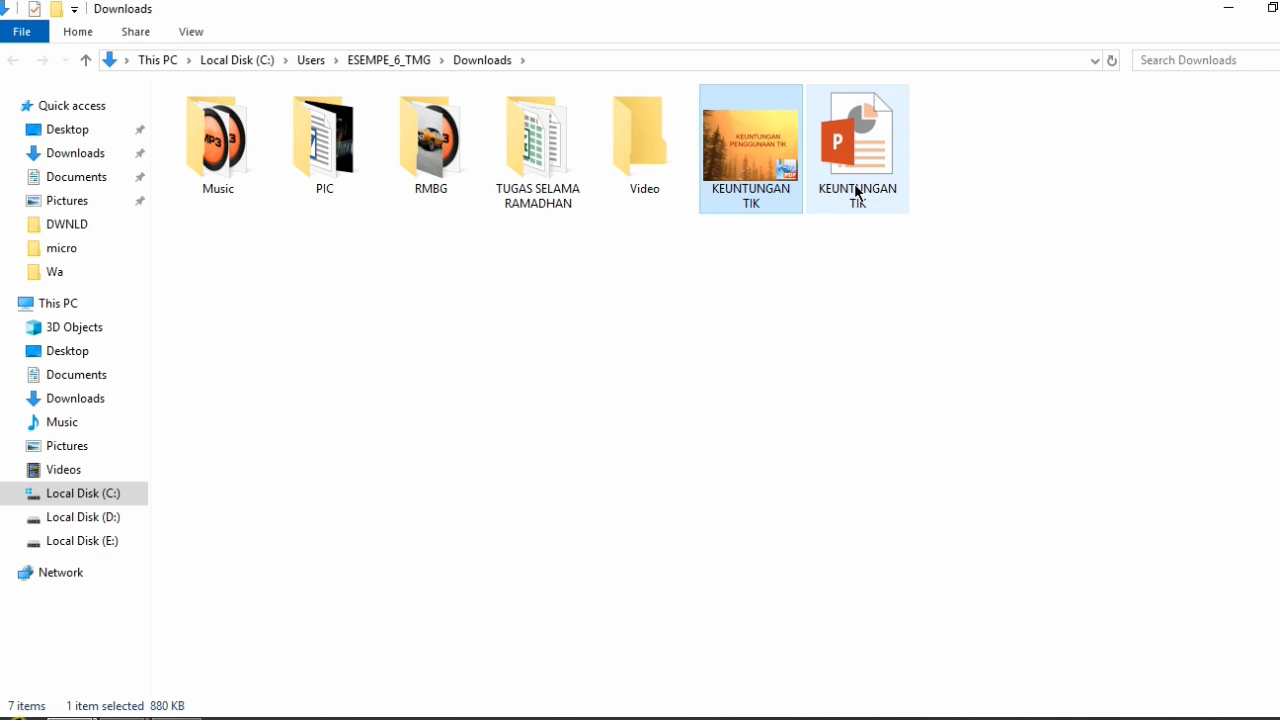 Downloads
File Home Share View
This PC Local Disk (C:) Users ESEMPE_6_TMG Downloads
Search Downloads
Quick access
Desktop
Downloads
Documents
Pictures
DWNLD
micro
Wa
This PC
3D Objects
Desktop
Documents
Downloads
Music
Pictures
Videos
Local Disk (C:)
Local Disk (D:)
Local Disk (E:)
Network
Music
PIC
RMBG
TUGAS SELAMA
RAMADHAN
Video
KEUNTUNGAN
PENGGUNAAN TIK
PDF
KEUNTUNGAN
TIK
P
KEUNTUNGAN
TIK
7 items 1 item selected 880 KB